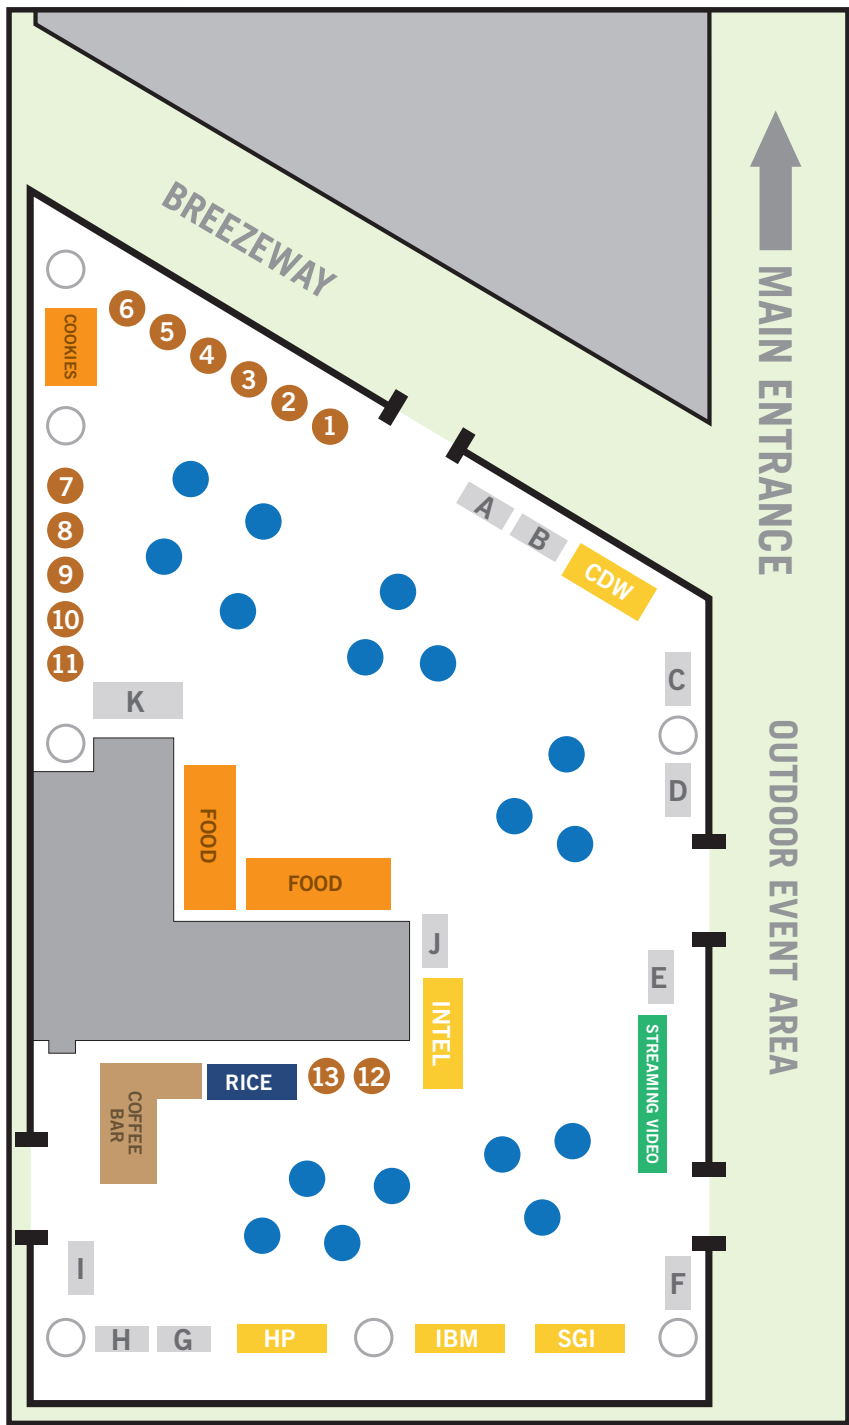 BREEZEWAY
MAIN ENTRANCE
6
5
4
3
2
1
COOKIES
7
8
9
10
11
A
B
CDW
K
C
D
FOOD
FOOD
OUTDOOR EVENT AREA
J
E
INTEL
STREAMING VIDEO
RICE
13
12
COFFEE
BAR
I
F
H
G
HP
IBM
SGI